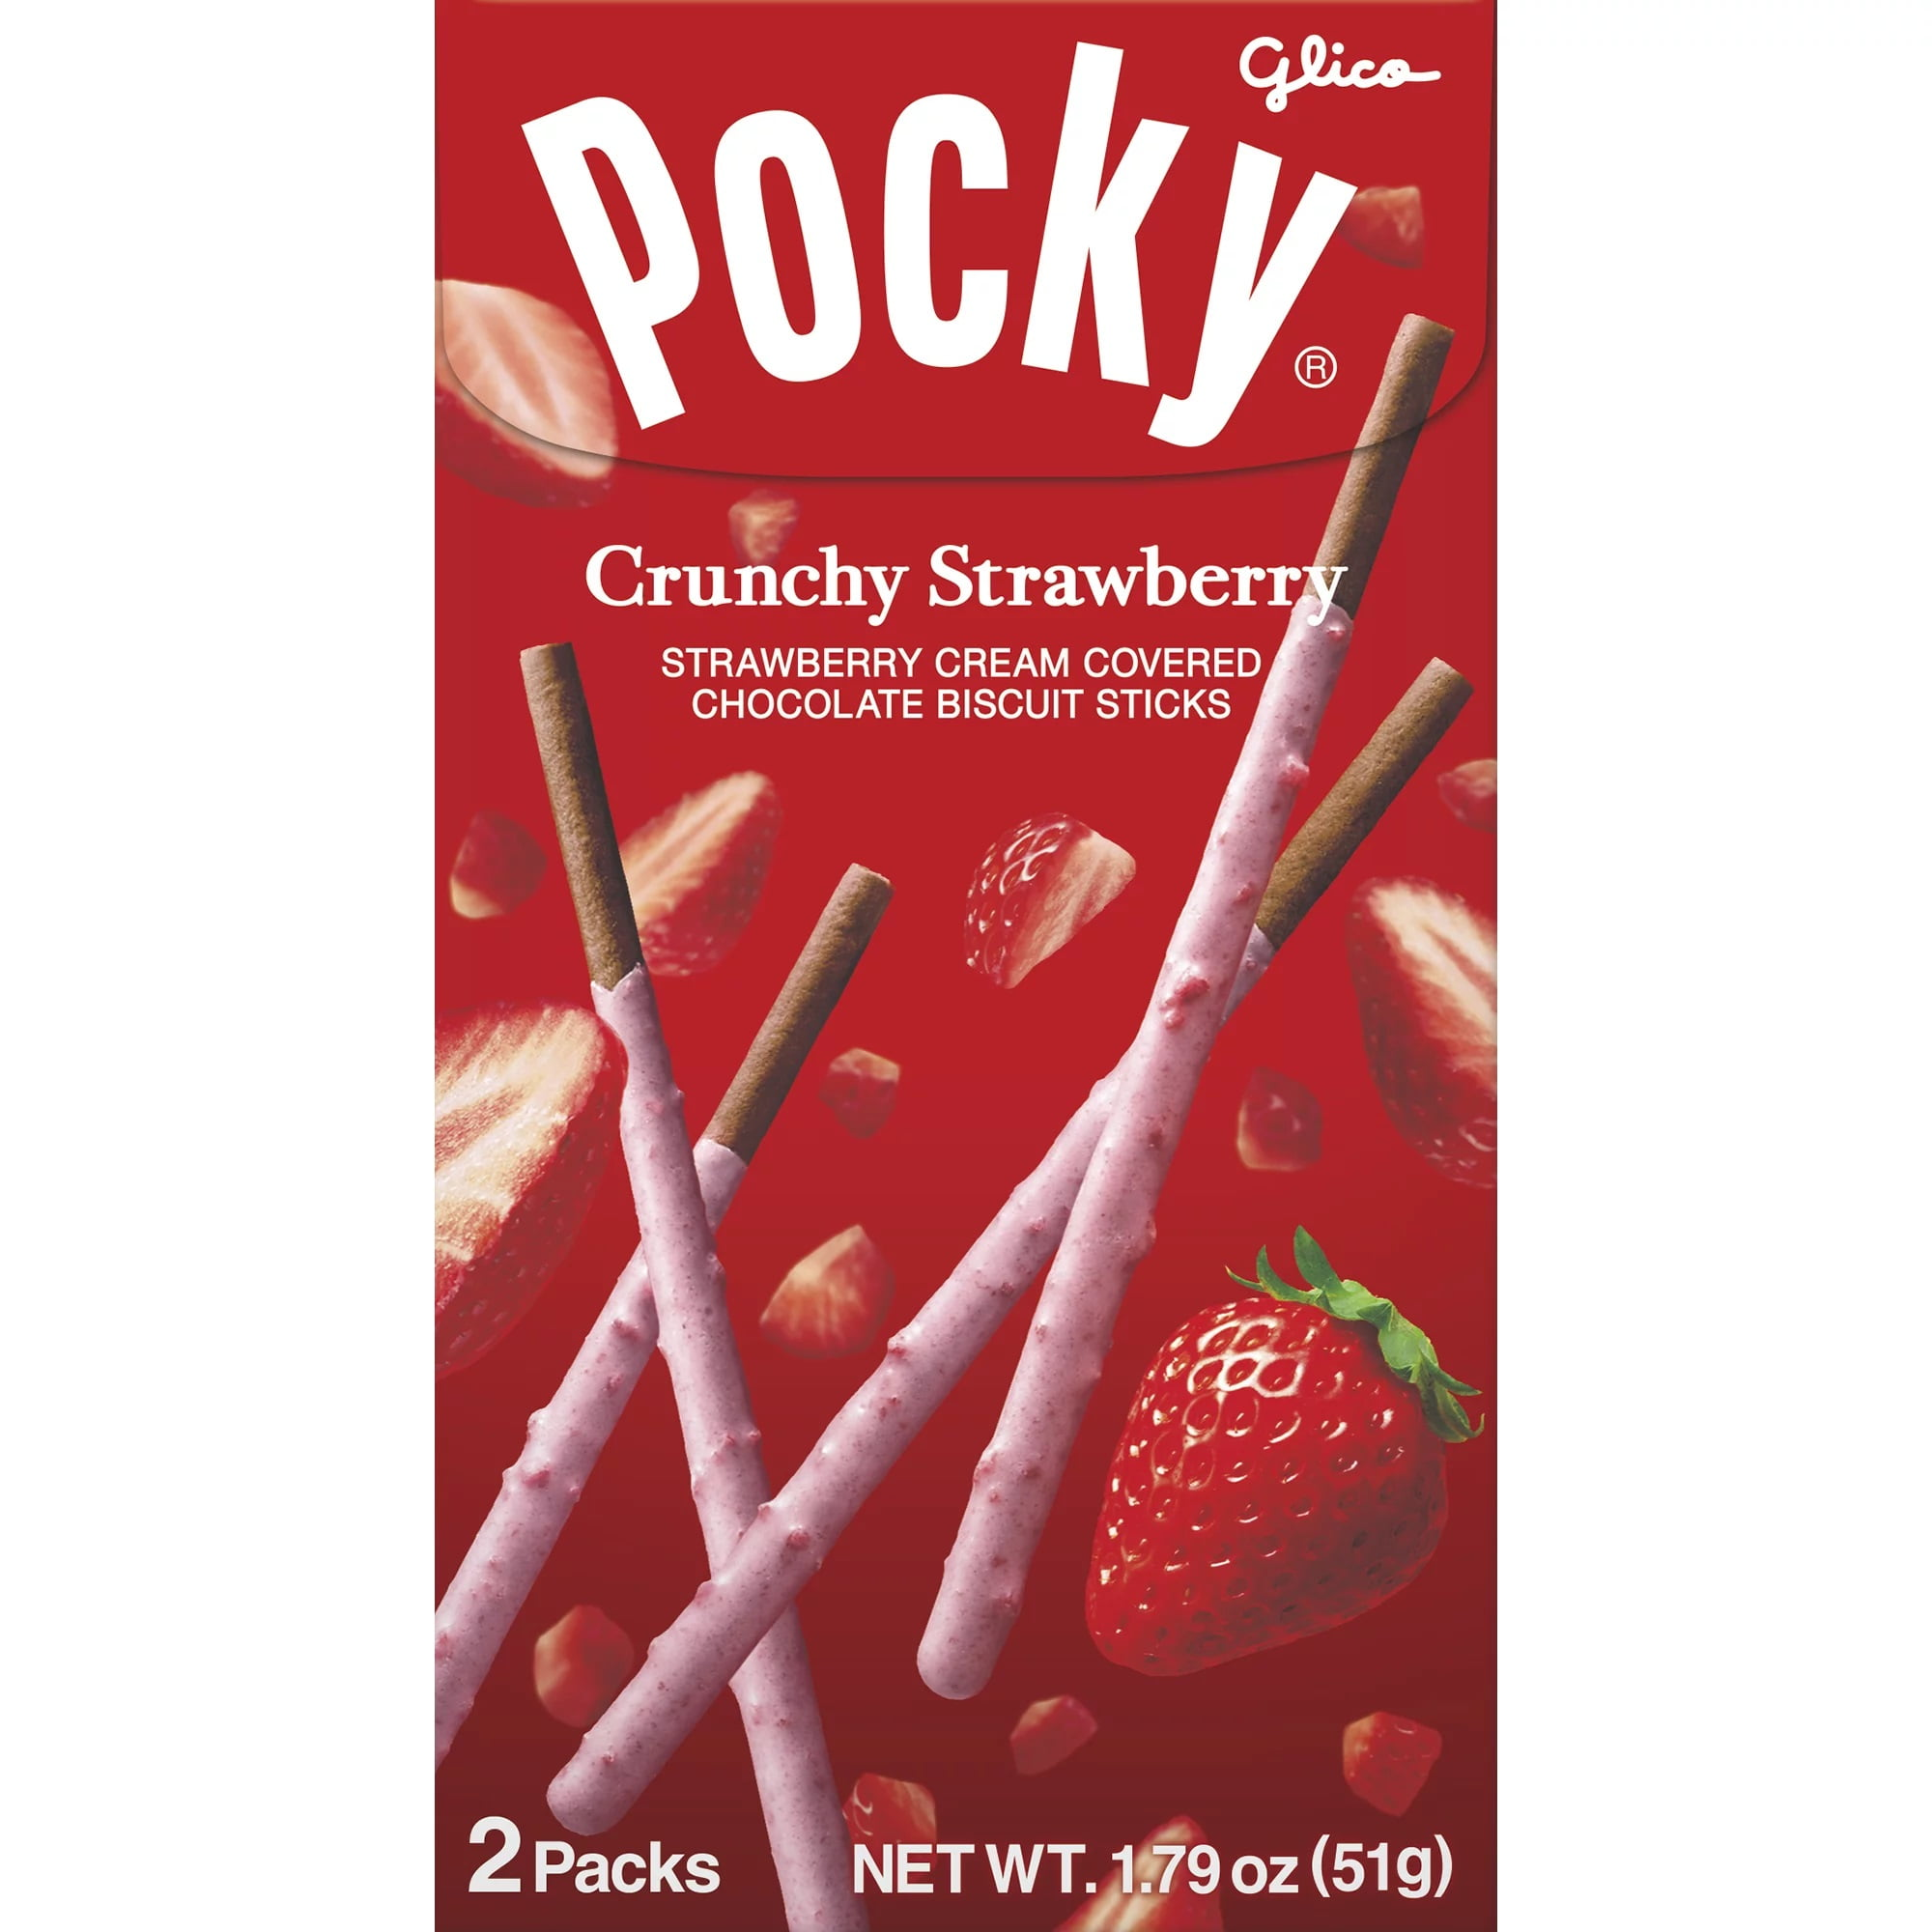 Glico
Pocky®
Crunchy Strawberry
STRAWBERRY CREAM COVERED
CHOCOLATE BISCUIT STICKS
2 Packs
NET WT. 1.79 oz (51g)